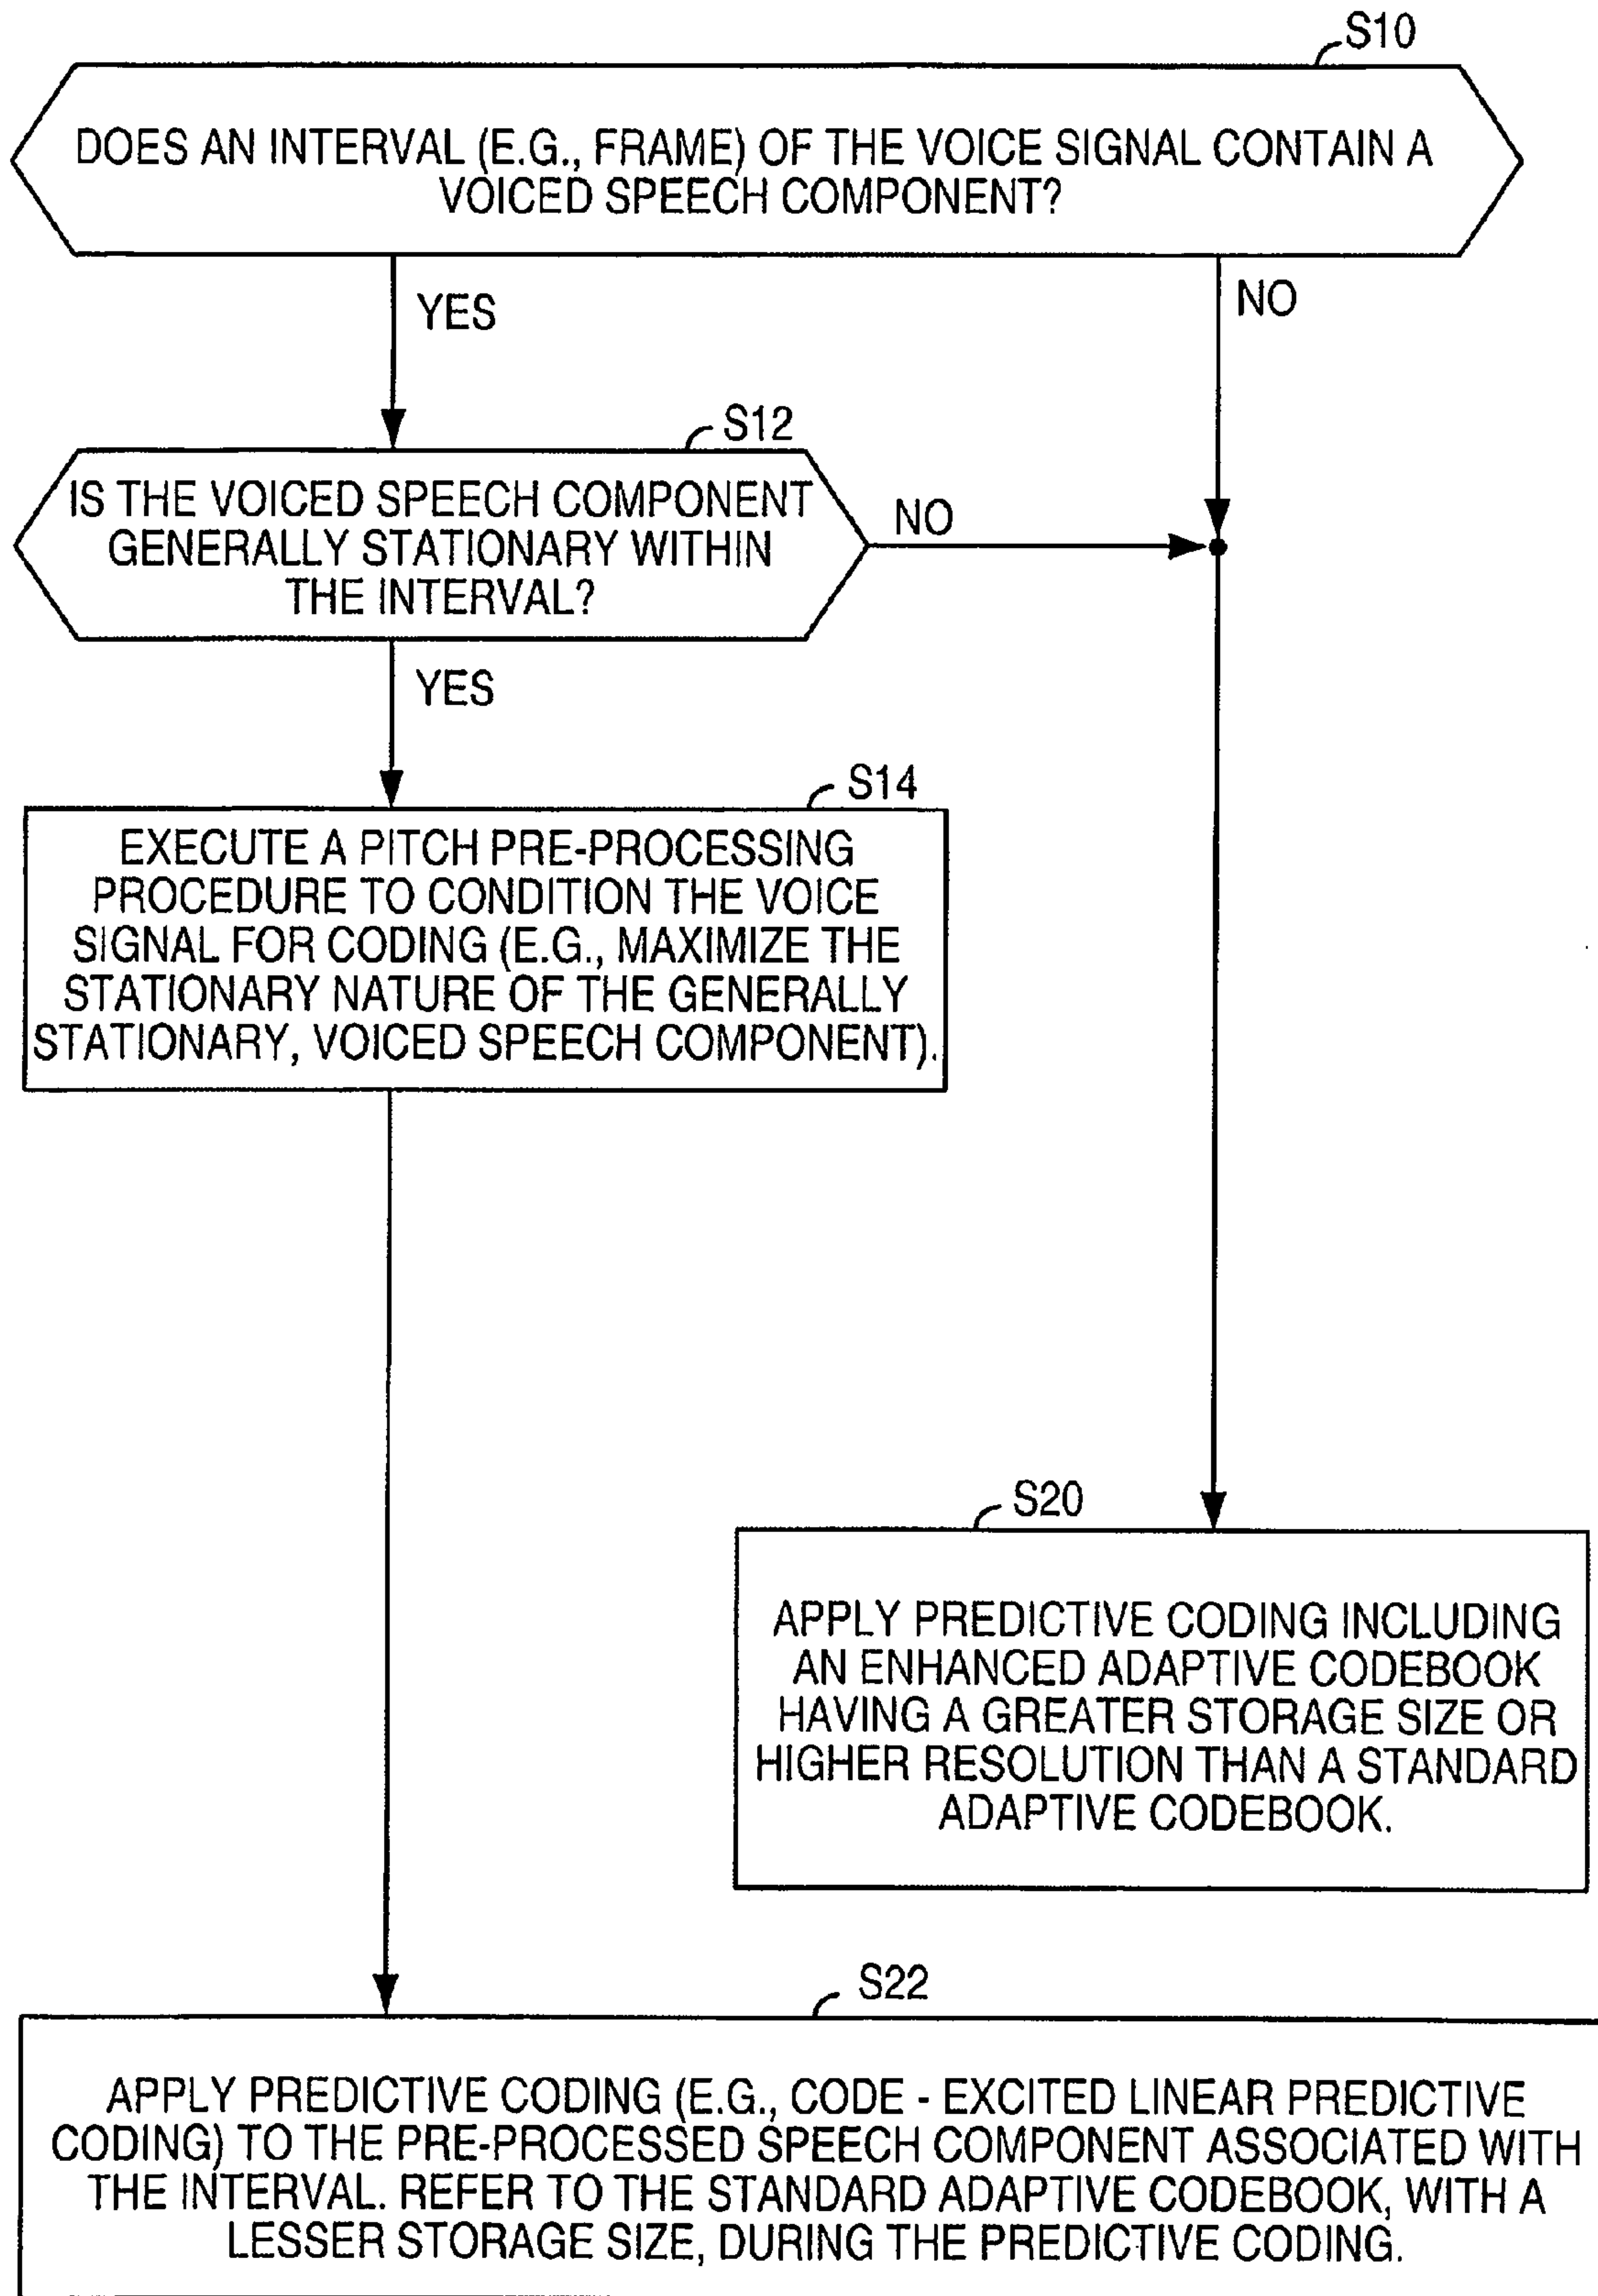 S10
DOES AN INTERVAL (E.G., FRAME) OF THE VOICE SIGNAL CONTAIN A
VOICED SPEECH COMPONENT?
YES
NO
S12
IS THE VOICED SPEECH COMPONENT
GENERALLY STATIONARY WITHIN
THE INTERVAL?
NO
YES
S14
EXECUTE A PITCH PRE-PROCESSING
PROCEDURE TO CONDITION THE VOICE
SIGNAL FOR CODING (E.G., MAXIMIZE THE
STATIONARY NATURE OF THE GENERALLY
STATIONARY, VOICED SPEECH COMPONENT).
S20
APPLY PREDICTIVE CODING INCLUDING
AN ENHANCED ADAPTIVE CODEBOOK
HAVING A GREATER STORAGE SIZE OR
HIGHER RESOLUTION THAN A STANDARD
ADAPTIVE CODEBOOK.
S22
APPLY PREDICTIVE CODING (E.G., CODE - EXCITED LINEAR PREDICTIVE
CODING) TO THE PRE-PROCESSED SPEECH COMPONENT ASSOCIATED WITH
THE INTERVAL. REFER TO THE STANDARD ADAPTIVE CODEBOOK, WITH A
LESSER STORAGE SIZE, DURING THE PREDICTIVE CODING.